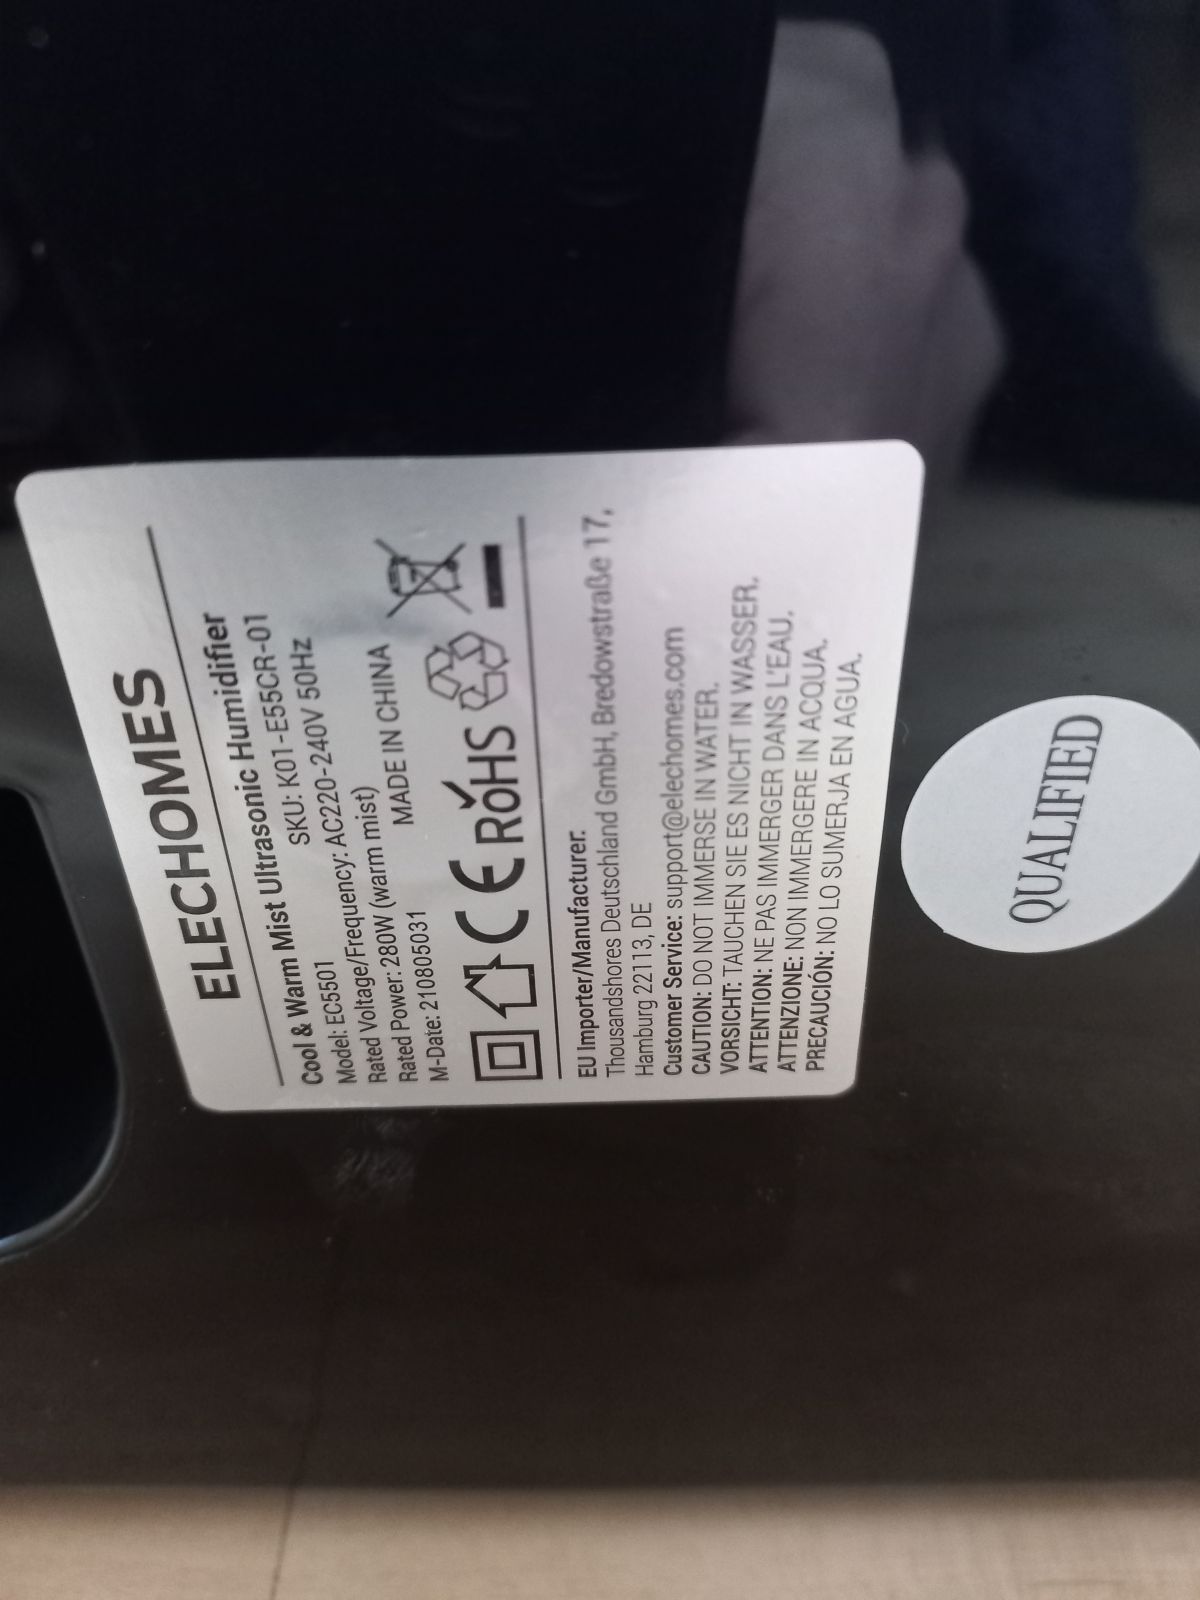 ELECHOMES
Cool & Warm Mist Ultrasonic Humidifier
Model: EC5501 SKU: K01-E55CR-01
Rated Voltage/Frequency: AC220-240V 50Hz
Rated Power: 280W (warm mist)
M-Date: 210805031 MADE IN CHINA
CE RoHS
EU Importer/Manufacturer:
Thousandshores Deutschland GmbH, Bredowstraße 17,
Hamburg 22113, DE
Customer Service: support@elechomes.com
CAUTION: DO NOT IMMERSE IN WATER.
VORSICHT: TAUCHEN SIE ES NICHT IN WASSER.
ATTENTION: NE PAS IMMERGER DANS L'EAU.
ATTENZIONE: NON IMMERGERE IN ACQUA.
PRECAUCIÓN: NO LO SUMERJA EN AGUA.
QUALIFIED